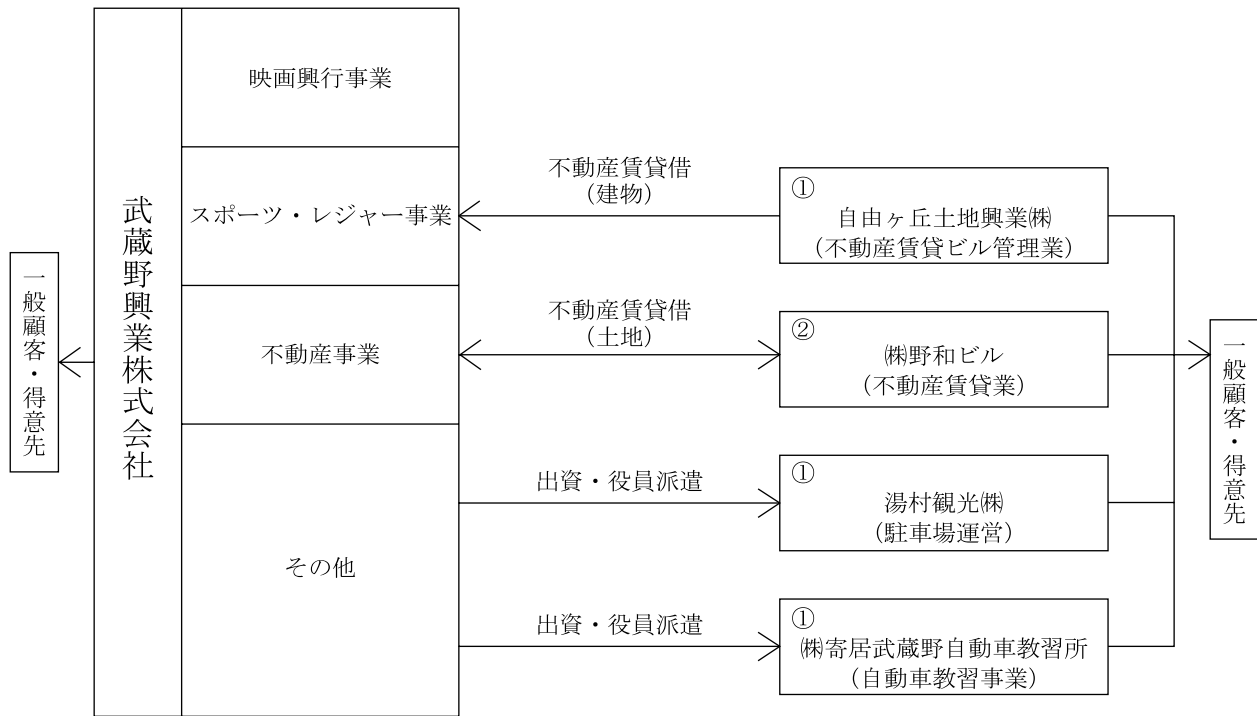 一般顧客・得意先
武蔵野興業株式会社
映画興行事業
スポーツ・レジャー事業
不動産事業
その他
不動産賃貸借
（建物）
不動産賃貸借
（土地）
出資・役員派遣
出資・役員派遣
①
自由ヶ丘土地興業㈱
（不動産賃貸ビル管理業）
②
㈱野和ビル
（不動産賃貸業）
①
湯村観光㈱
（駐車場運営）
①
㈱寄居武蔵野自動車教習所
（自動車教習事業）
一般顧客・得意先